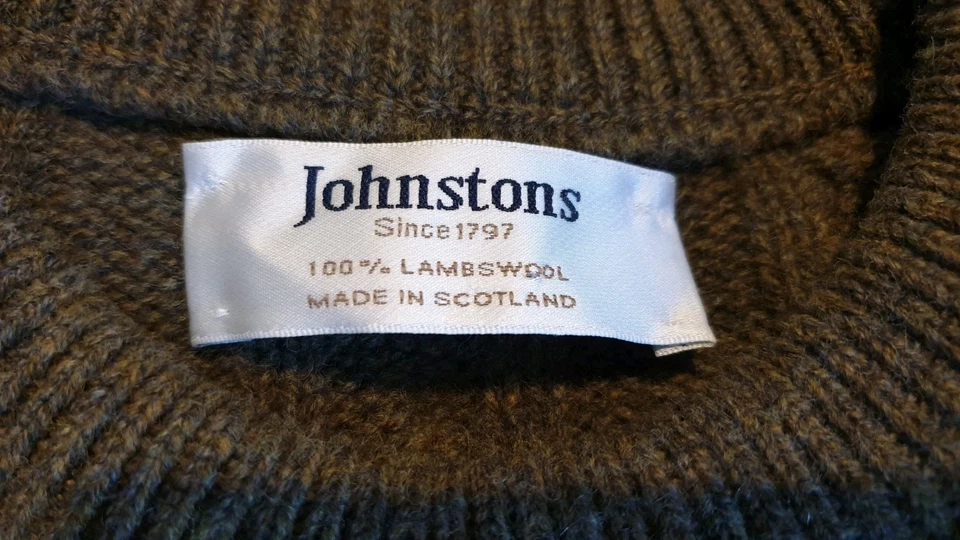 Johnstons
Since 1797
100% LAMBSWOOL
MADE IN SCOTLAND